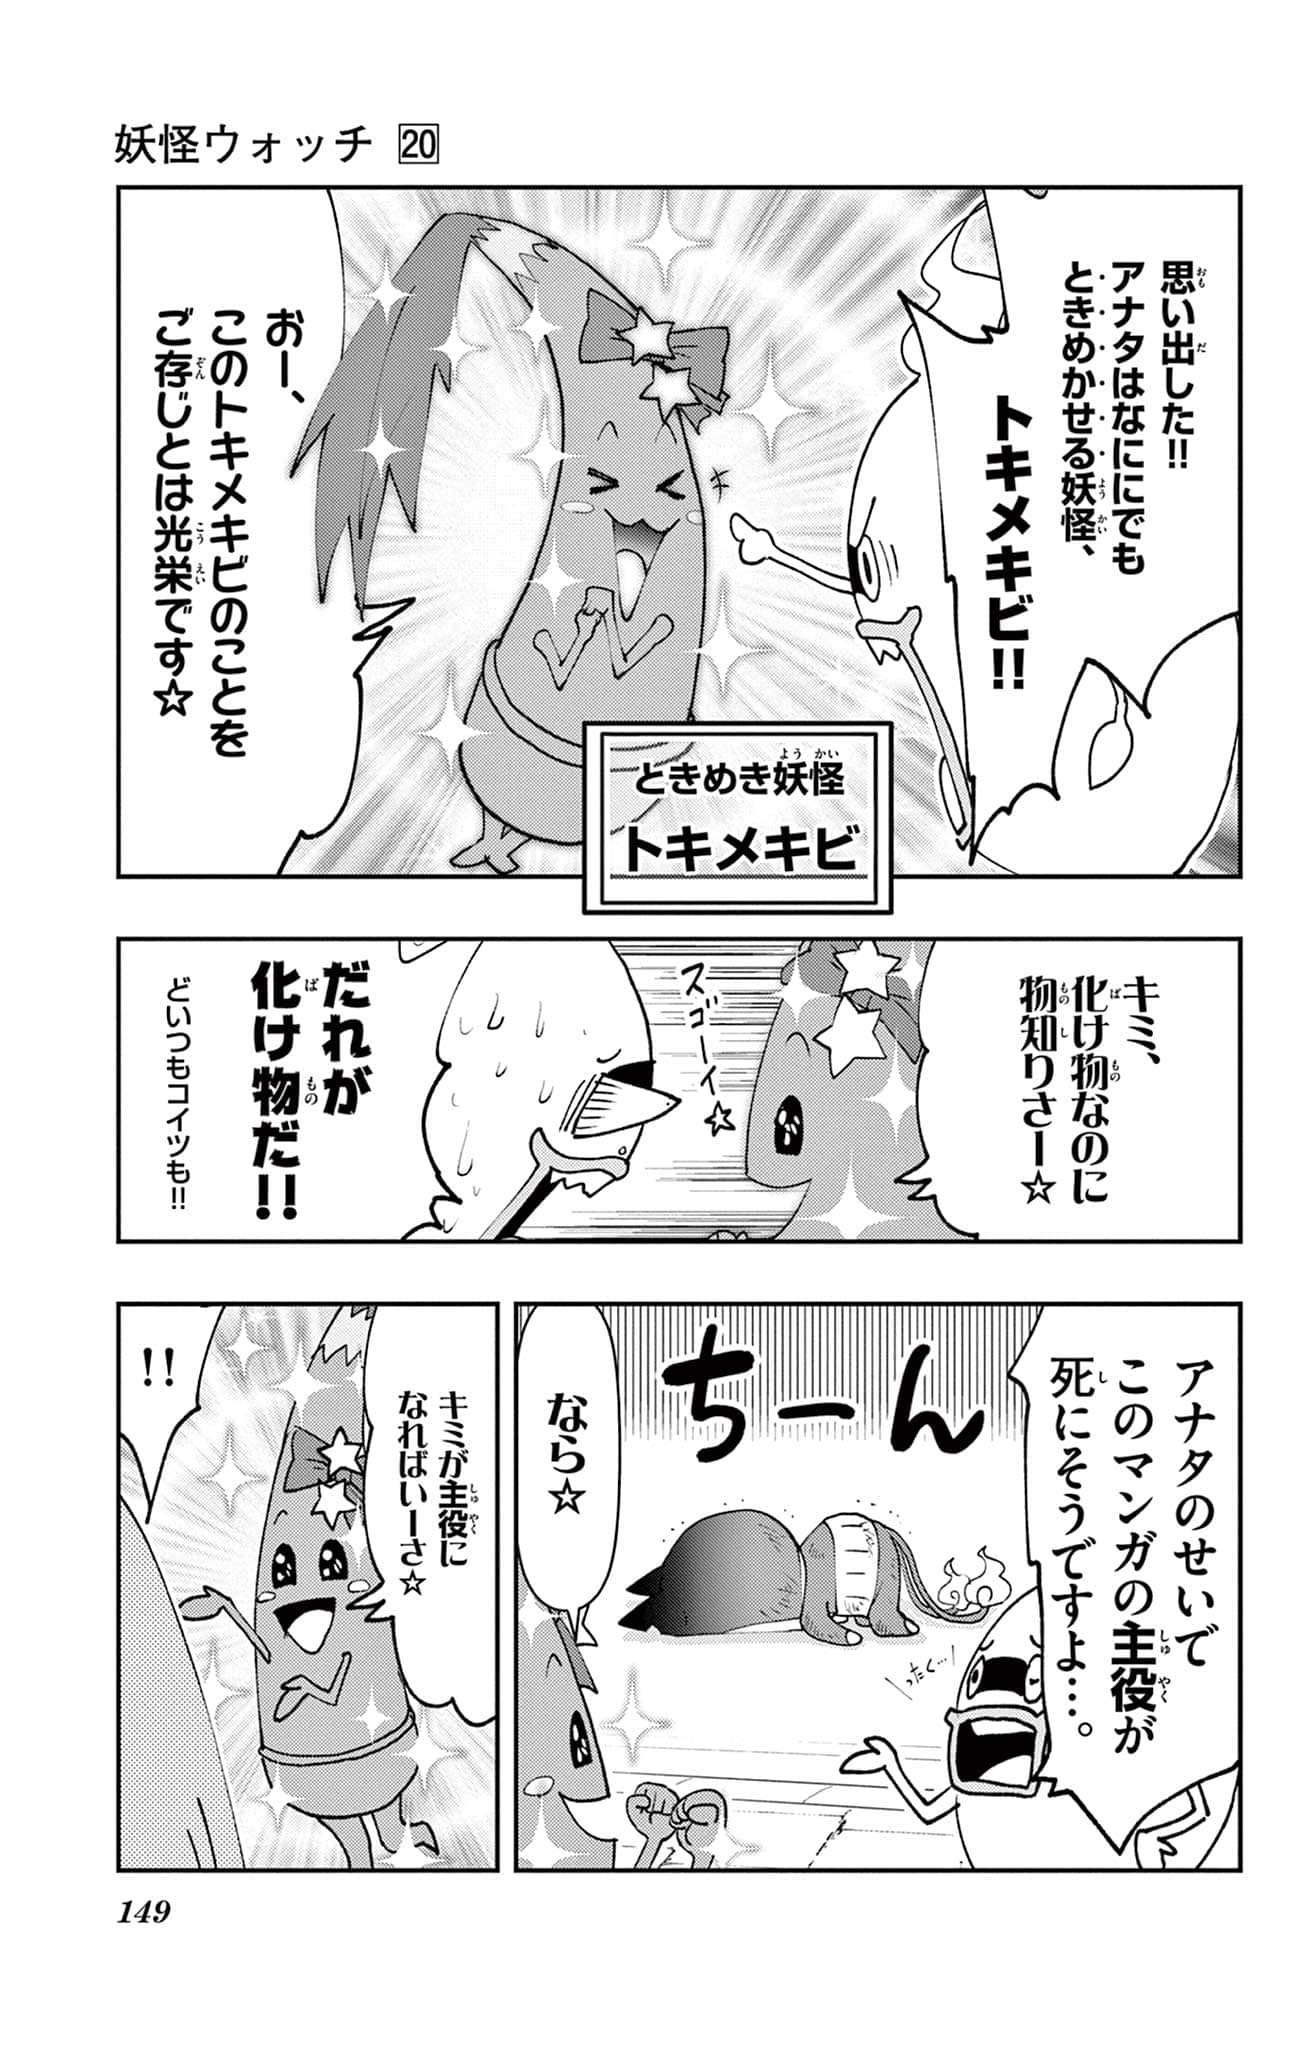 妖怪ウォッチ 20
思い出した!!
アナタはなににでも
ときめかせる妖怪、
トキメキビ!!
おー、
このトキメキビのことを
ご存じとは光栄です☆
ときめき妖怪
トキメキビ
キミ、
化け物なのに
物知りさー☆
スゴーイ☆
だれが
化け物だ!!
どいつもコイツも!!
アナタのせいで
このマンガの主役が
死にそうですよ…。
ちーん
ったく…
なら☆
キミが主役に
なればいーさ☆
!!
149